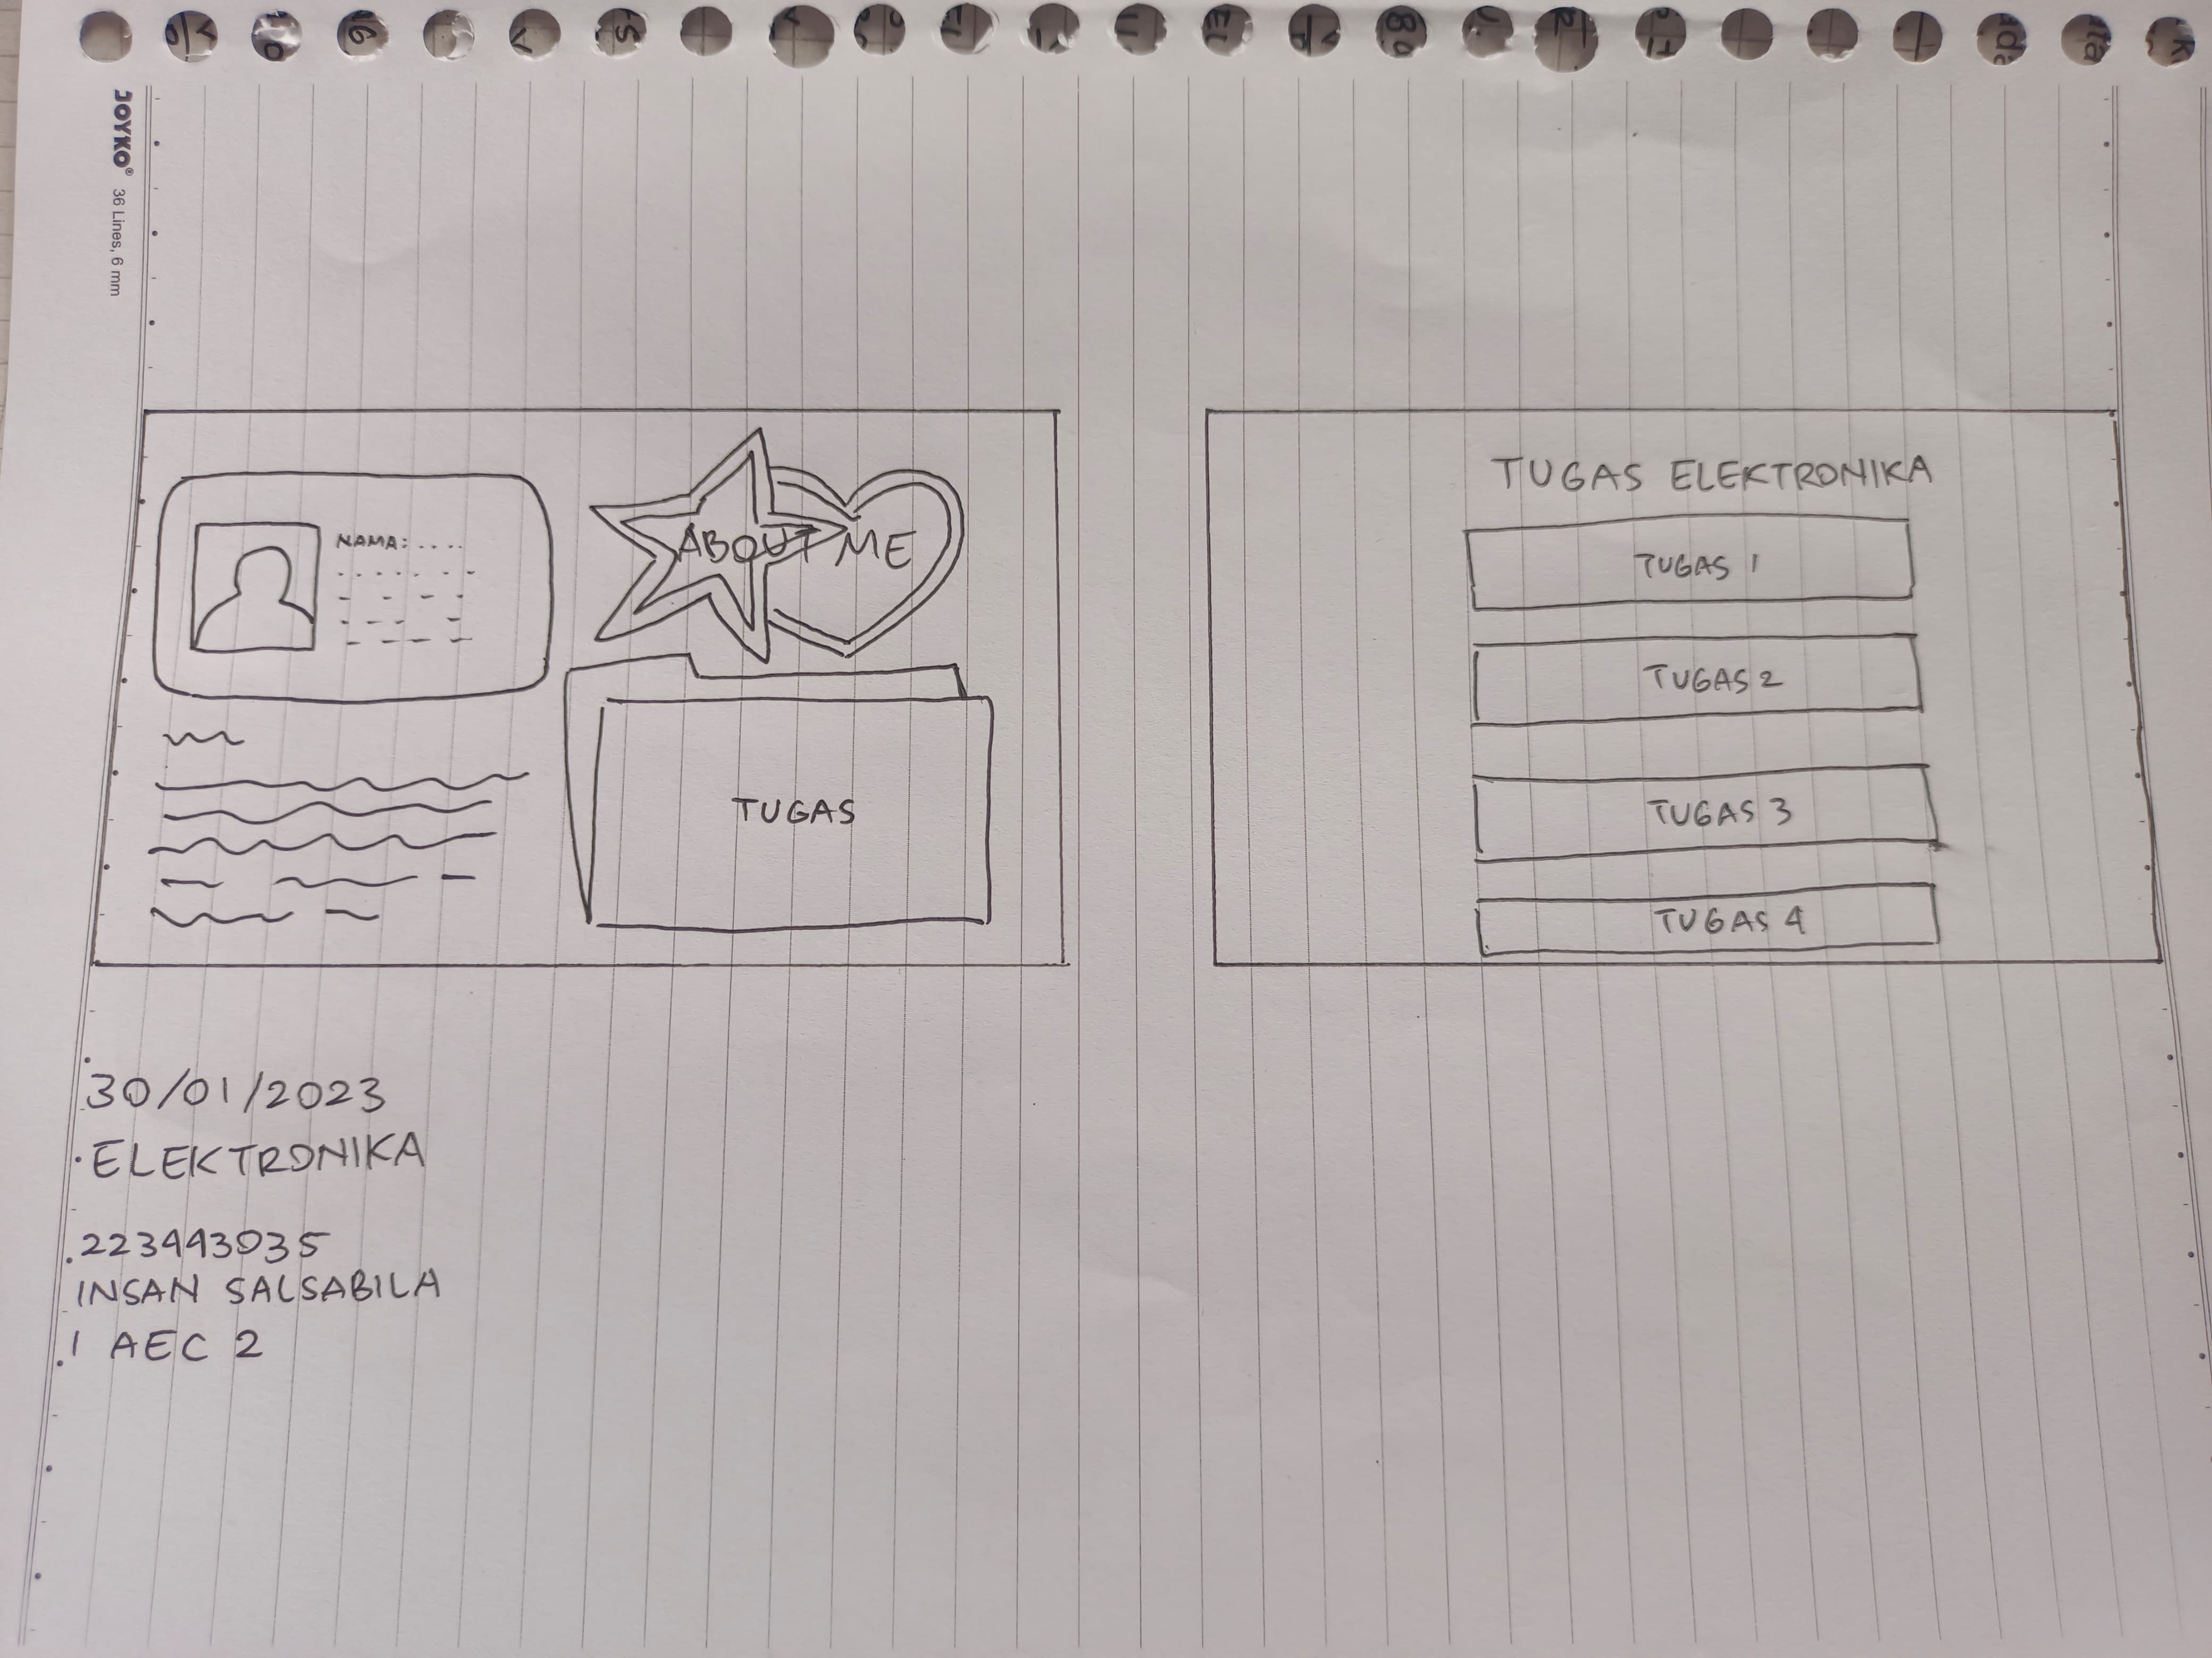 JOYKO® 36 Lines, 6 mm
NAMA: ....
ABOUT ME
TUGAS
TUGAS ELEKTRONIKA
TUGAS 1
TUGAS 2
TUGAS 3
TUGAS 4
30/01/2023
ELEKTRONIKA
223443035
INSAN SALSABILA
1 AEC 2